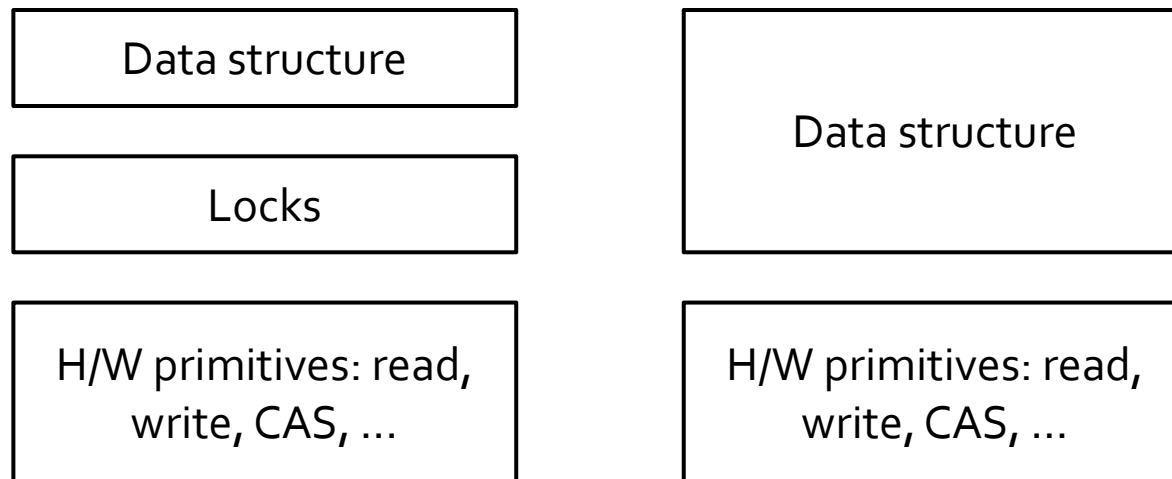 Data structure
Locks
H/W primitives: read,
write, CAS, ...
Data structure
H/W primitives: read,
write, CAS, ...